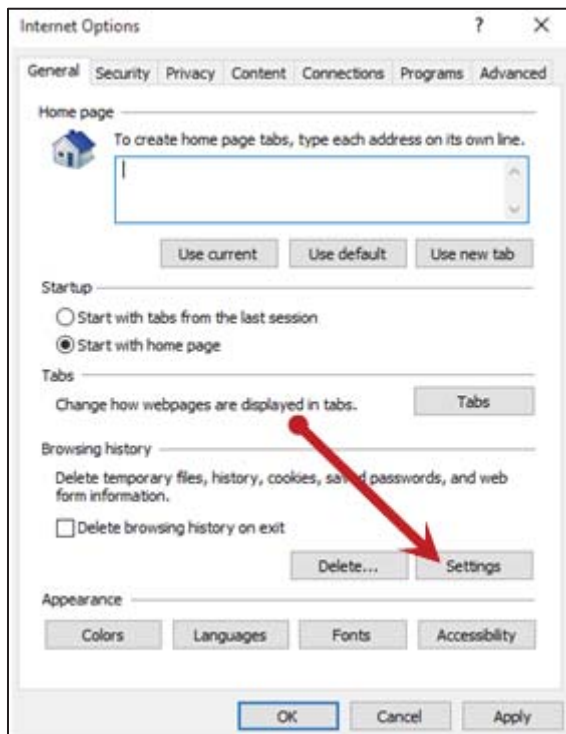 Internet Options ? X
General Security Privacy Content Connections Programs Advanced
Home page
To create home page tabs, type each address on its own line.
Use current Use default Use new tab
Startup
Start with tabs from the last session
Start with home page
Tabs
Change how webpages are displayed in tabs. Tabs
Browsing history
Delete temporary files, history, cookies, saved passwords, and web
form information.
Delete browsing history on exit
Delete... Settings
Appearance
Colors Languages Fonts Accessibility
OK Cancel Apply